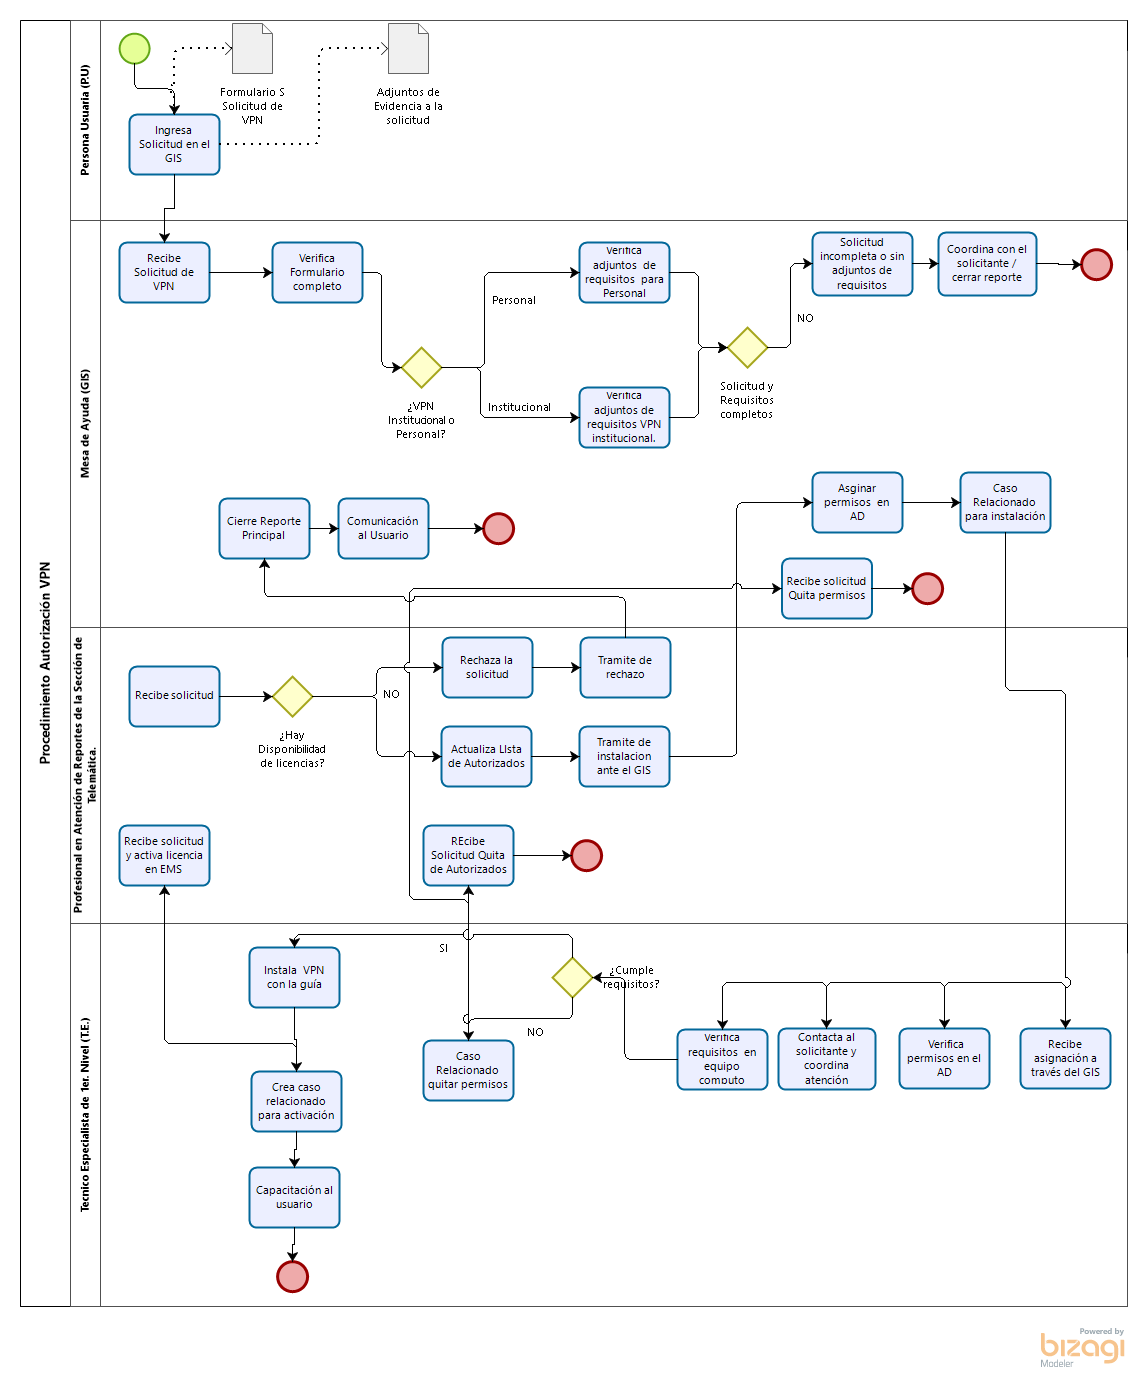 Procedimiento Autorización VPN
Persona Usuaria (P.U)
Formulario S
Solicitud de
VPN
Adjuntos de
Evidencia a la
solicitud
Ingresa
Solicitud en el
GIS
Mesa de Ayuda (GIS)
Recibe
Solicitud de
VPN
Verifica
Formulario
completo
¿VPN
Institucional o
Personal?
Personal
Institucional
Verifica
adjuntos de
requisitos para
Personal
Verifica
adjuntos de
requisitos VPN
institucional.
Solicitud y
Requisitos
completos
NO
Solicitud
incompleta o sin
adjuntos de
requisitos
Coordina con el
solicitante /
cerrar reporte
Cierre Reporte
Principal
Comunicación
al Usuario
Asginar
permisos en
AD
Caso
Relacionado
para instalación
Recibe solicitud
Quita permisos
Profesional en Atención de Reportes de la Sección de
Telemática.
Recibe solicitud
¿Hay
Disponibilidad
de licencias?
NO
Rechaza la
solicitud
Tramite de
rechazo
Actualiza LIsta
de Autorizados
Tramite de
instalacion
ante el GIS
Recibe solicitud
y activa licencia
en EMS
REcibe
Solicitud Quita
de Autorizados
Tecnico Especialista de 1er. Nivel (T.E.)
SI
Instala VPN
con la guía
¿Cumple
requisitos?
NO
Caso
Relacionado
quitar permisos
Verifica
requisitos en
equipo
computo
Contacta al
solicitante y
coordina
atención
Verifica
permisos en el
AD
Recibe
asignación a
través del GIS
Crea caso
relacionado
para activación
Capacitación al
usuario
Powered by
bizagi
Modeler